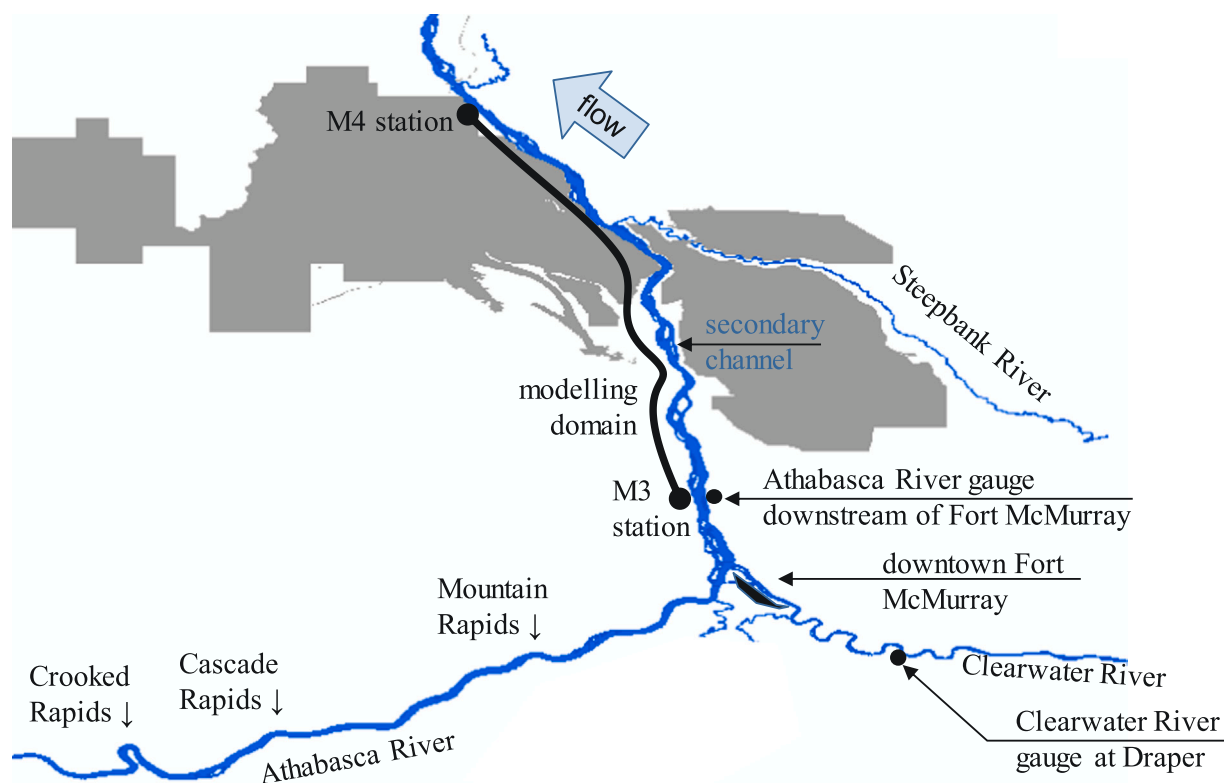 M4 station
flow
Steepbank River
secondary
channel
modelling
domain
M3
station
Athabasca River gauge
downstream of Fort McMurray
downtown Fort
McMurray
Mountain
Rapids ↓
Cascade
Rapids ↓
Crooked
Rapids ↓
Athabasca River
Clearwater River
Clearwater River
gauge at Draper